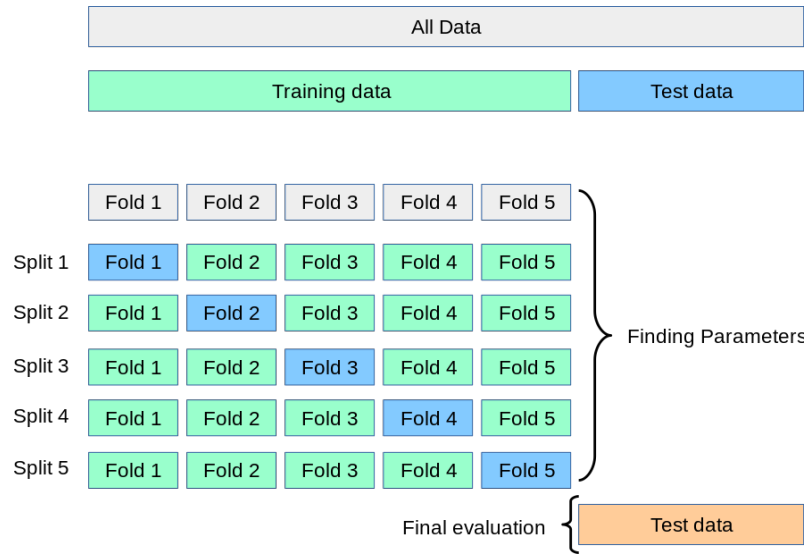 All Data
Training data Test data
Fold 1 Fold 2 Fold 3 Fold 4 Fold 5
Split 1 Fold 1 Fold 2 Fold 3 Fold 4 Fold 5
Split 2 Fold 1 Fold 2 Fold 3 Fold 4 Fold 5
Finding Parameters
Split 3 Fold 1 Fold 2 Fold 3 Fold 4 Fold 5
Split 4 Fold 1 Fold 2 Fold 3 Fold 4 Fold 5
Split 5 Fold 1 Fold 2 Fold 3 Fold 4 Fold 5
Final evaluation Test data